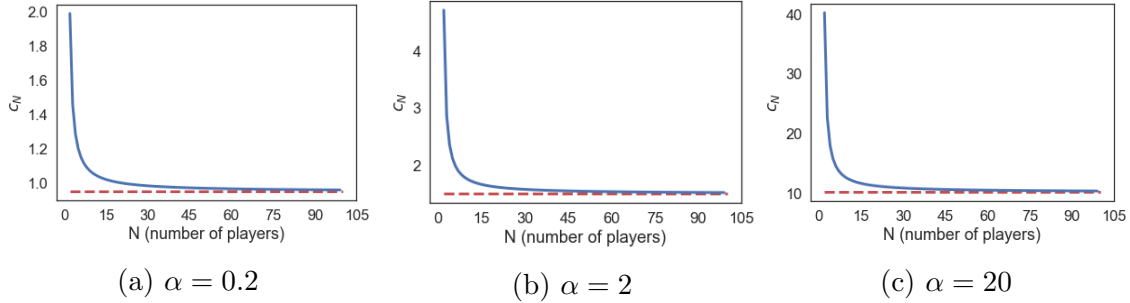 2.0
1.8
1.6
1.4
1.2
1.0
c_N
0 15 30 45 60 75 90 105
N (number of players)
(a) α = 0.2
4
3
2
c_N
0 15 30 45 60 75 90 105
N (number of players)
(b) α = 2
40
30
20
10
c_N
0 15 30 45 60 75 90 105
N (number of players)
(c) α = 20